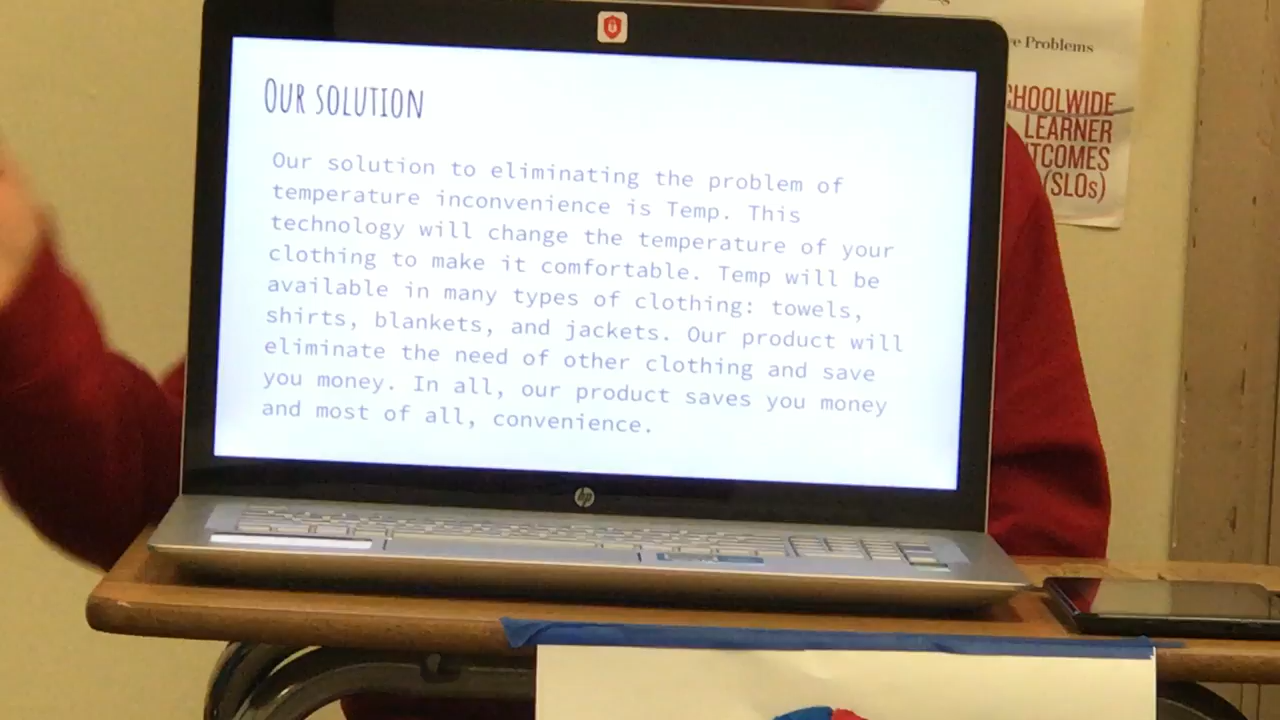 Our solution
Our solution to eliminating the problem of
temperature inconvenience is Temp. This
technology will change the temperature of your
clothing to make it comfortable. Temp will be
available in many types of clothing: towels,
shirts, blankets, and jackets. Our product will
eliminate the need of other clothing and save
you money. In all, our product saves you money
and most of all, convenience.
hp
Problems
LEARNER
(SLOs)